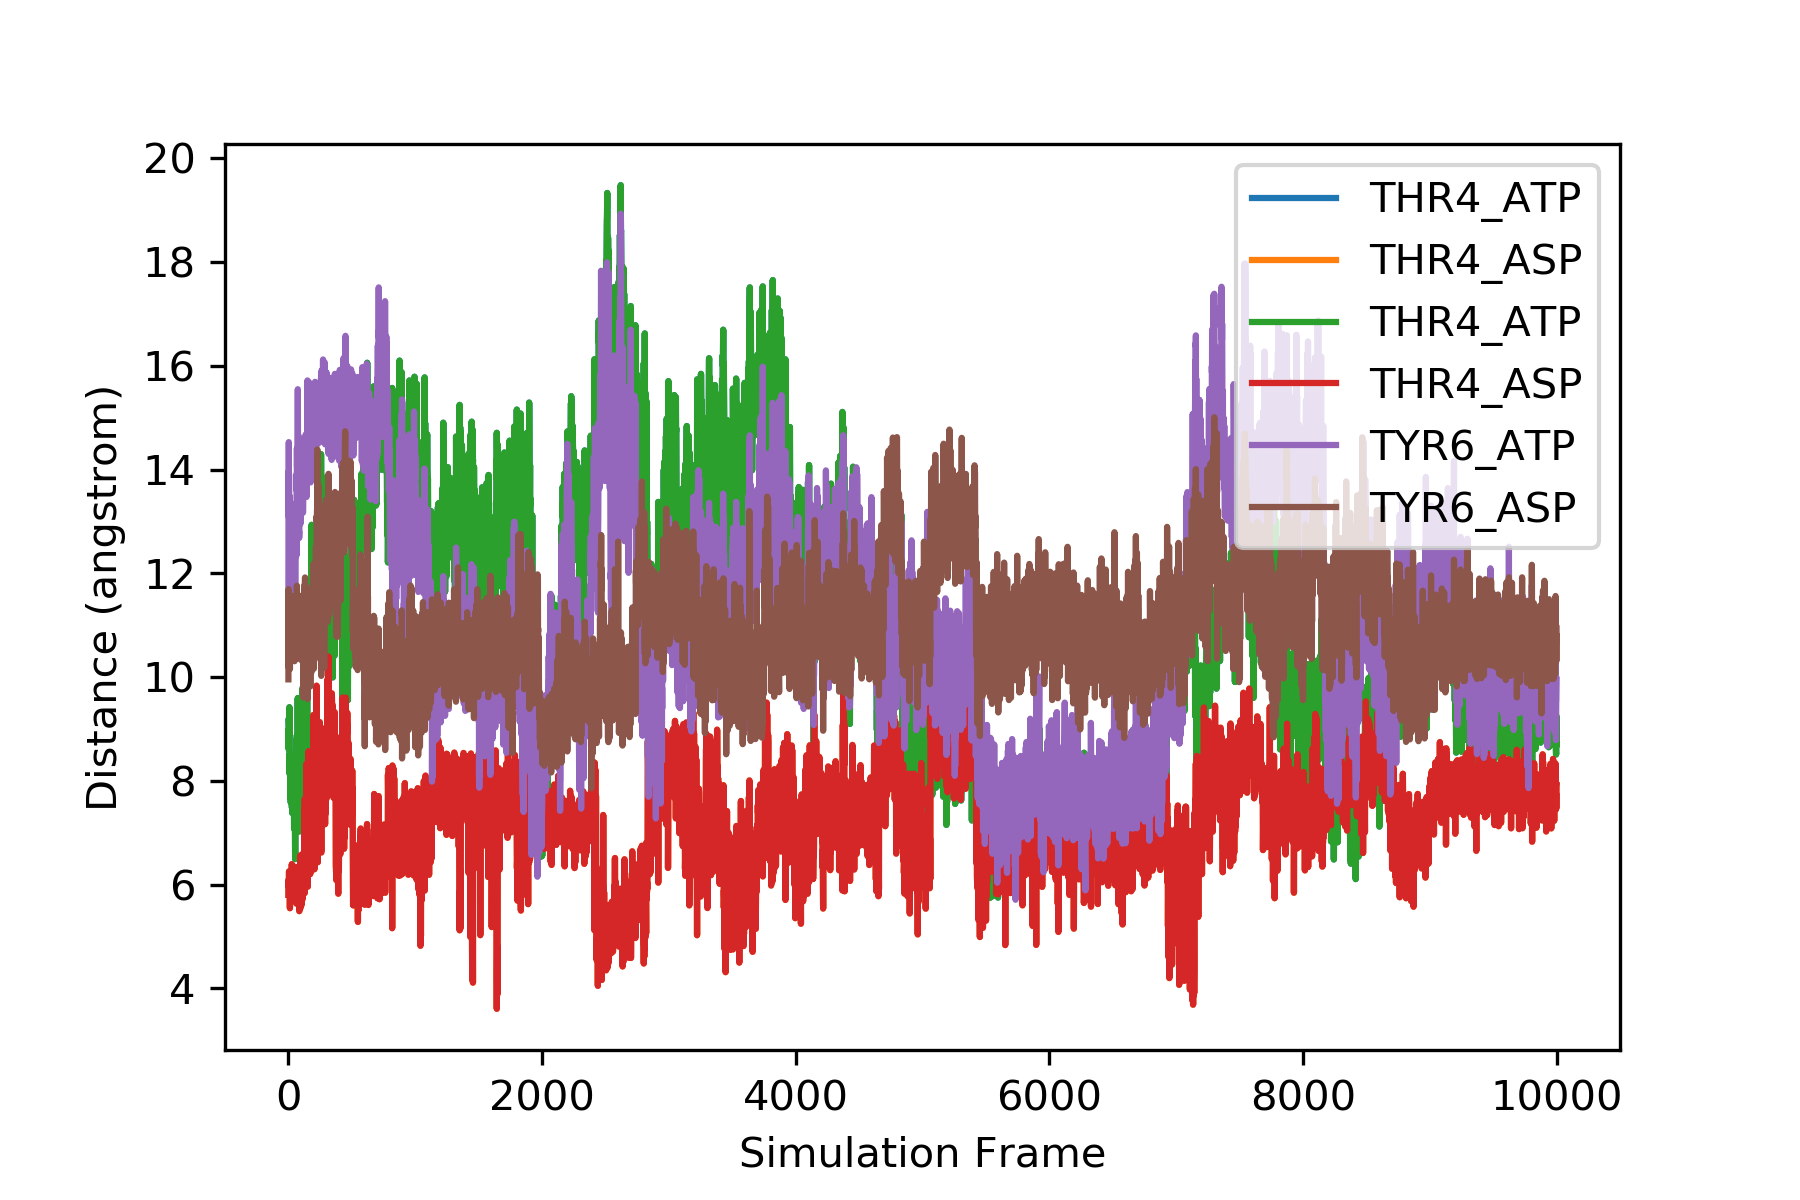 20
18
16
14
12
10
8
6
4
Distance (angstrom)
THR4_ATP
THR4_ASP
THR4_ATP
THR4_ASP
TYR6_ATP
TYR6_ASP
0 2000 4000 6000 8000 10000
Simulation Frame